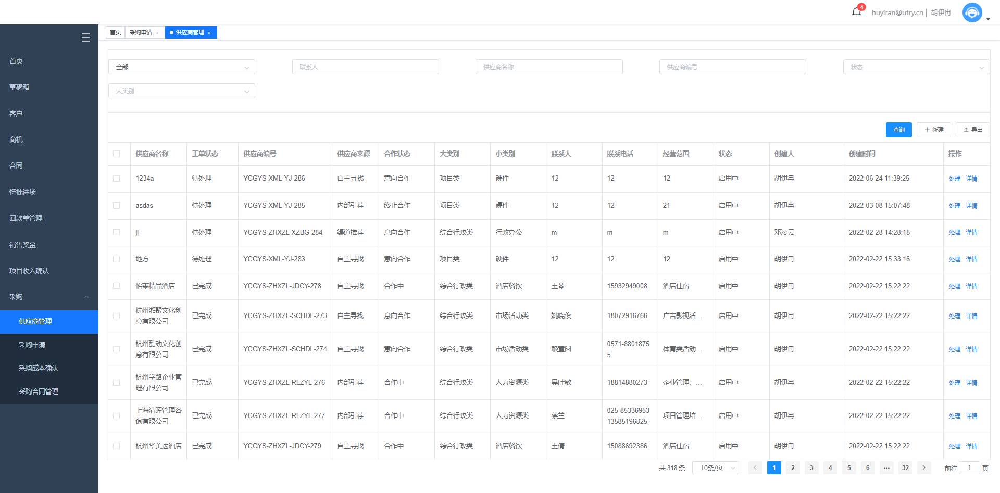 4
huyiran@utry.cn | 胡伊冉
首页 采购申请 × 供应商管理 ×
首页
草稿箱
客户
商机
合同
特批进场
回款单管理
销售奖金
项目收入确认
采购
供应商管理
采购申请
采购成本确认
采购合同管理
全部 联系人 供应商名称 供应商编号 状态
大类别
查询 新建 导出
供应商名称 工单状态 供应商编号 供应商来源 合作状态 大类别 小类别 联系人 联系电话 经营范围 状态 创建人 创建时间 操作
1234a 待处理 YCGYS-XML-YJ-286 自主寻找 意向合作 项目类 硬件 12 12 12 启用中 胡伊冉 2022-06-24 11:39:25 处理 详情
asdas 待处理 YCGYS-XML-YJ-285 内部引荐 终止合作 项目类 硬件 12 12 21 启用中 胡伊冉 2022-03-08 15:07:48 处理 详情
jj 待处理 YCGYS-ZHXZL-XZBG-284 渠道推荐 意向合作 综合行政类 行政办公 m m m 启用中 邓凌云 2022-02-28 14:28:18 处理 详情
地方 待处理 YCGYS-XML-YJ-283 自主寻找 意向合作 项目类 硬件 12 12 12 启用中 胡伊冉 2022-02-22 15:33:16 处理 详情
怡莱精品酒店 已完成 YCGYS-ZHXZL-JDCY-278 自主寻找 合作中 综合行政类 酒店餐饮 王琴 15932949008 酒店住宿 启用中 胡伊冉 2022-02-22 15:22:22 处理 详情
杭州湘聚文化创
意有限公司 已完成 YCGYS-ZHXZL-SCHDL-273 自主寻找 意向合作 综合行政类 市场活动类 姚晓俊 18072916766 广告影视活... 启用中 胡伊冉 2022-02-22 15:22:22 处理 详情
杭州酷动文化创
意有限公司 已完成 YCGYS-ZHXZL-SCHDL-274 自主寻找 意向合作 综合行政类 市场活动类 赖章圆 0571-8801875
5 体育类活动... 启用中 胡伊冉 2022-02-22 15:22:22 处理 详情
杭州学路企业管
理有限公司 已完成 YCGYS-ZHXZL-RLZYL-276 内部引荐 合作中 综合行政类 人力资源类 吴叶敏 18814880273 企业管理；... 启用中 胡伊冉 2022-02-22 15:22:22 处理 详情
上海清晖管理咨
询有限公司 已完成 YCGYS-ZHXZL-RLZYL-277 内部引荐 合作中 综合行政类 人力资源类 蔡兰 025-85336953
13585196825 项目管理培... 启用中 胡伊冉 2022-02-22 15:22:22 处理 详情
杭州华美达酒店 已完成 YCGYS-ZHXZL-JDCY-279 自主寻找 合作中 综合行政类 酒店餐饮 王倩 15088692386 酒店住宿 启用中 胡伊冉 2022-02-22 15:22:22 处理 详情
共 318 条 10条/页 1 2 3 4 5 6 ... 32 前往 1 页